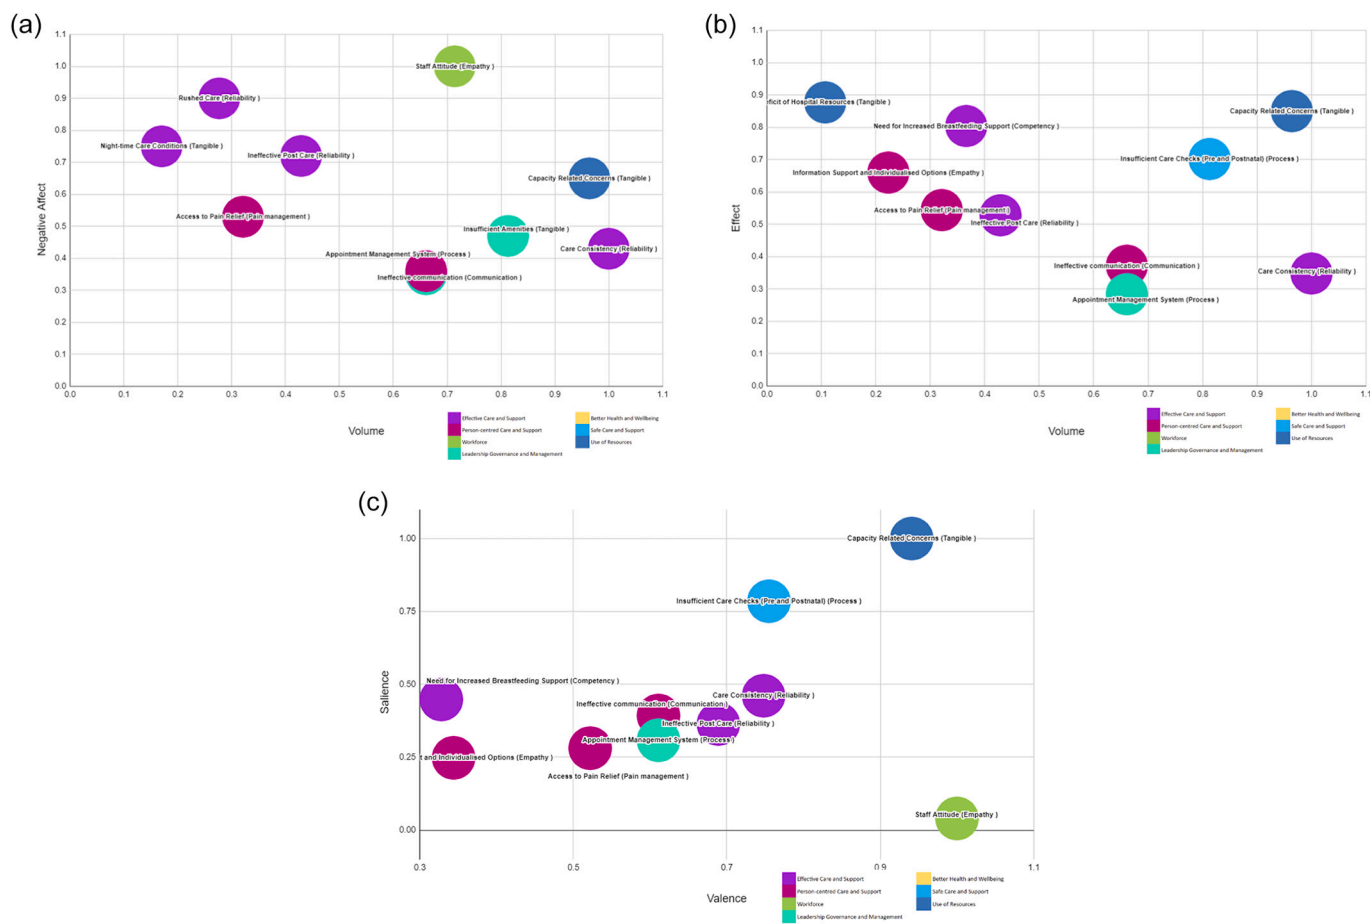 (a)
1.1
1.0
0.9
0.8
0.7
0.6
0.5
0.4
0.3
0.2
0.1
0.0
Negative Affect
Staff Attitude (Empathy )
Rushed Care (Reliability )
Night-time Care Conditions (Tangible )
Ineffective Post Care (Reliability )
Capacity Related Concerns (Tangible )
Access to Pain Relief (Pain management )
Insufficient Amenities (Tangible )
Care Consistency (Reliability )
Appointment Management System (Process )
Ineffective communication (Communication )
0.0 0.1 0.2 0.3 0.4 0.5 0.6 0.7 0.8 0.9 1.0 1.1
Volume
Effective Care and Support
Person-centred Care and Support
Workforce
Leadership Governance and Management
Better Health and Wellbeing
Safe Care and Support
Use of Resources
(b)
1.1
1.0
0.9
0.8
0.7
0.6
0.5
0.4
0.3
0.2
0.1
0.0
Effect
eficit of Hospital Resources (Tangible )
Capacity Related Concerns (Tangible )
Need for Increased Breastfeeding Support (Competency )
Insufficient Care Checks (Pre and Postnatal) (Process )
Information Support and Individualised Options (Empathy )
Access to Pain Relief (Pain management )
Ineffective Post Care (Reliability )
Ineffective communication (Communication )
Care Consistency (Reliability )
Appointment Management System (Process )
0.0 0.1 0.2 0.3 0.4 0.5 0.6 0.7 0.8 0.9 1.0 1.1
Volume
Effective Care and Support
Person-centred Care and Support
Workforce
Leadership Governance and Management
Better Health and Wellbeing
Safe Care and Support
Use of Resources
(c)
1.00
0.75
0.50
0.25
0.00
Salience
Capacity Related Concerns (Tangible )
Insufficient Care Checks (Pre and Postnatal) (Process )
Need for Increased Breastfeeding Support (Competency )
Care Consistency (Reliability )
Ineffective communication (Communication )
Ineffective Post Care (Reliability )
Appointment Management System (Process )
t and Individualised Options (Empathy )
Access to Pain Relief (Pain management )
Staff Attitude (Empathy )
0.3 0.5 0.7 0.9 1.1
Valence
Effective Care and Support
Person-centred Care and Support
Workforce
Leadership Governance and Management
Better Health and Wellbeing
Safe Care and Support
Use of Resources